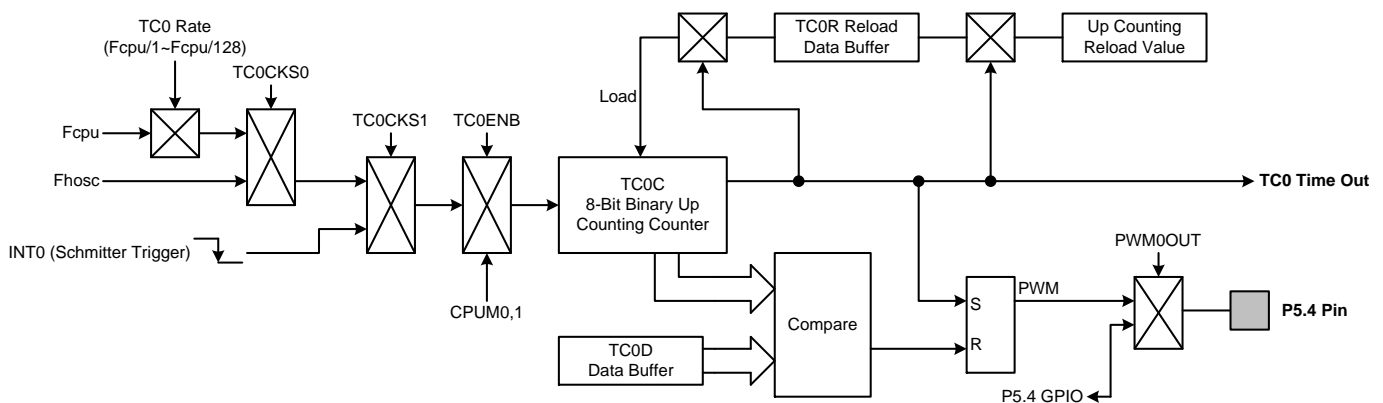 TC0 Rate
(Fcpu/1~Fcpu/128)
TC0CKS0
Fcpu
Fhosc
INT0 (Schmitter Trigger)
TC0CKS1
TC0ENB
CPUM0,1
Load
TC0R Reload
Data Buffer
Up Counting
Reload Value
TC0C
8-Bit Binary Up
Counting Counter
TC0 Time Out
TC0D
Data Buffer
Compare
S
R
PWM
PWM0OUT
P5.4 Pin
P5.4 GPIO